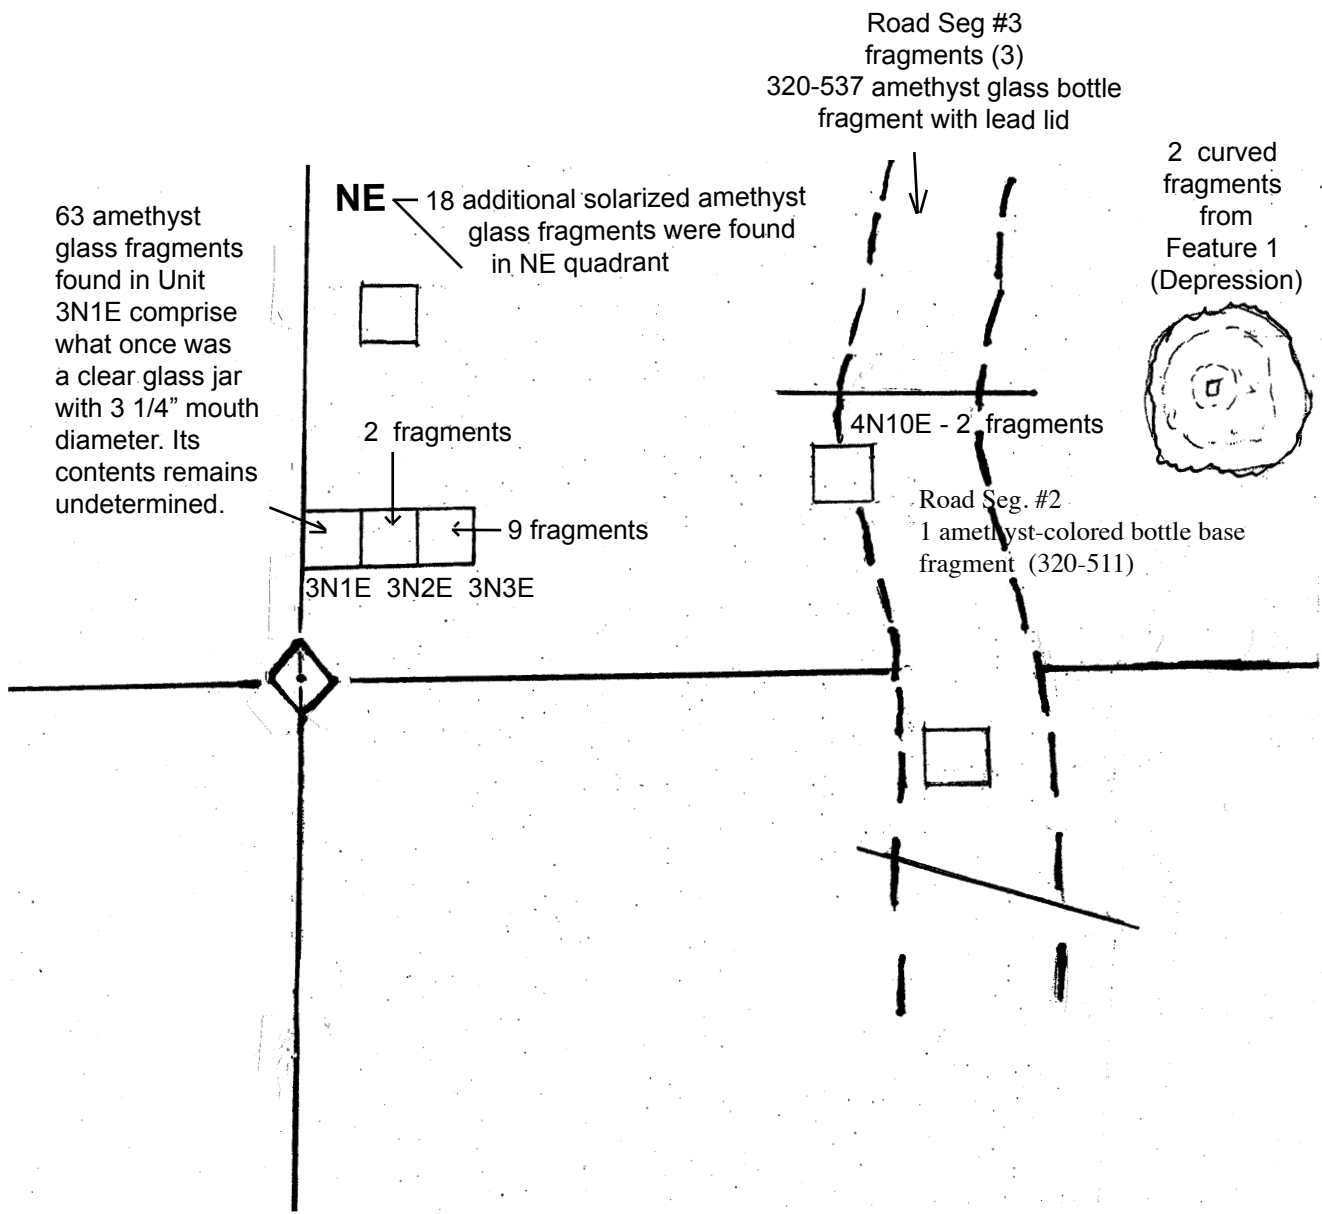 Road Seg #3
fragments (3)
320-537 amethyst glass bottle
fragment with lead lid
2 curved
fragments
from
Feature 1
(Depression)
NE
18 additional solarized amethyst
glass fragments were found
in NE quadrant
63 amethyst
glass fragments
found in Unit
3N1E comprise
what once was
a clear glass jar
with 3 1/4” mouth
diameter. Its
contents remains
undetermined.
2 fragments
9 fragments
3N1E 3N2E 3N3E
4N10E - 2 fragments
Road Seg. #2
1 amethyst-colored bottle base
fragment (320-511)